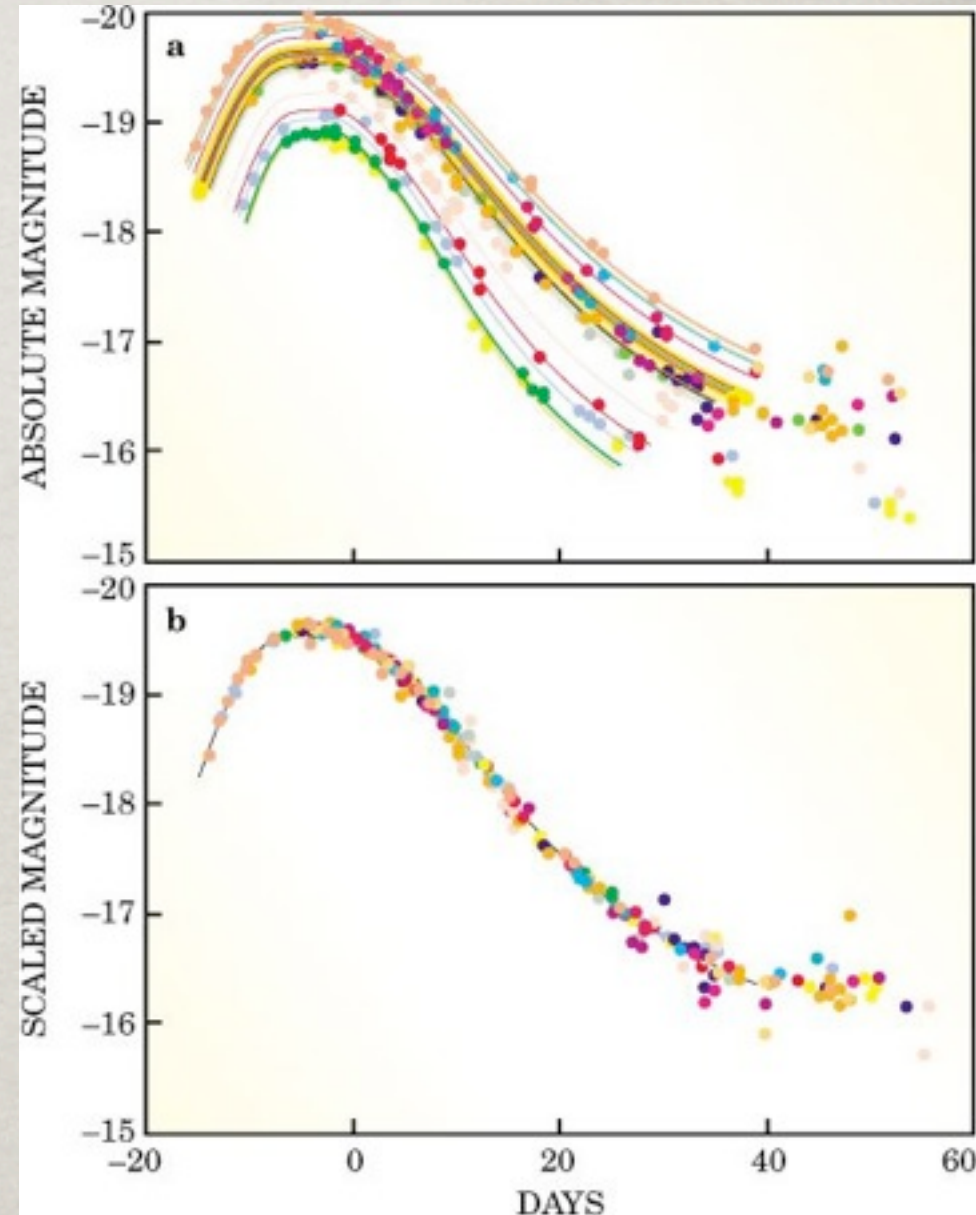 a
ABSOLUTE MAGNITUDE
–20
–19
–18
–17
–16
–15
b
SCALED MAGNITUDE
–20
–19
–18
–17
–16
–15
–20 0 20 40 60
DAYS